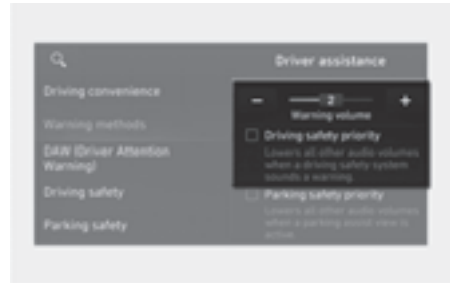 Driver assistance
Driving convenience
Warning methods
DAW (Driver Attention
Warning)
Driving safety
Parking safety
- 2 +
Warning volume
Driving safety priority
Lowers all other audio volumes
when a driving safety system
sounds a warning.
Parking safety priority
Lowers all other audio volumes
when a parking assist view is
active.